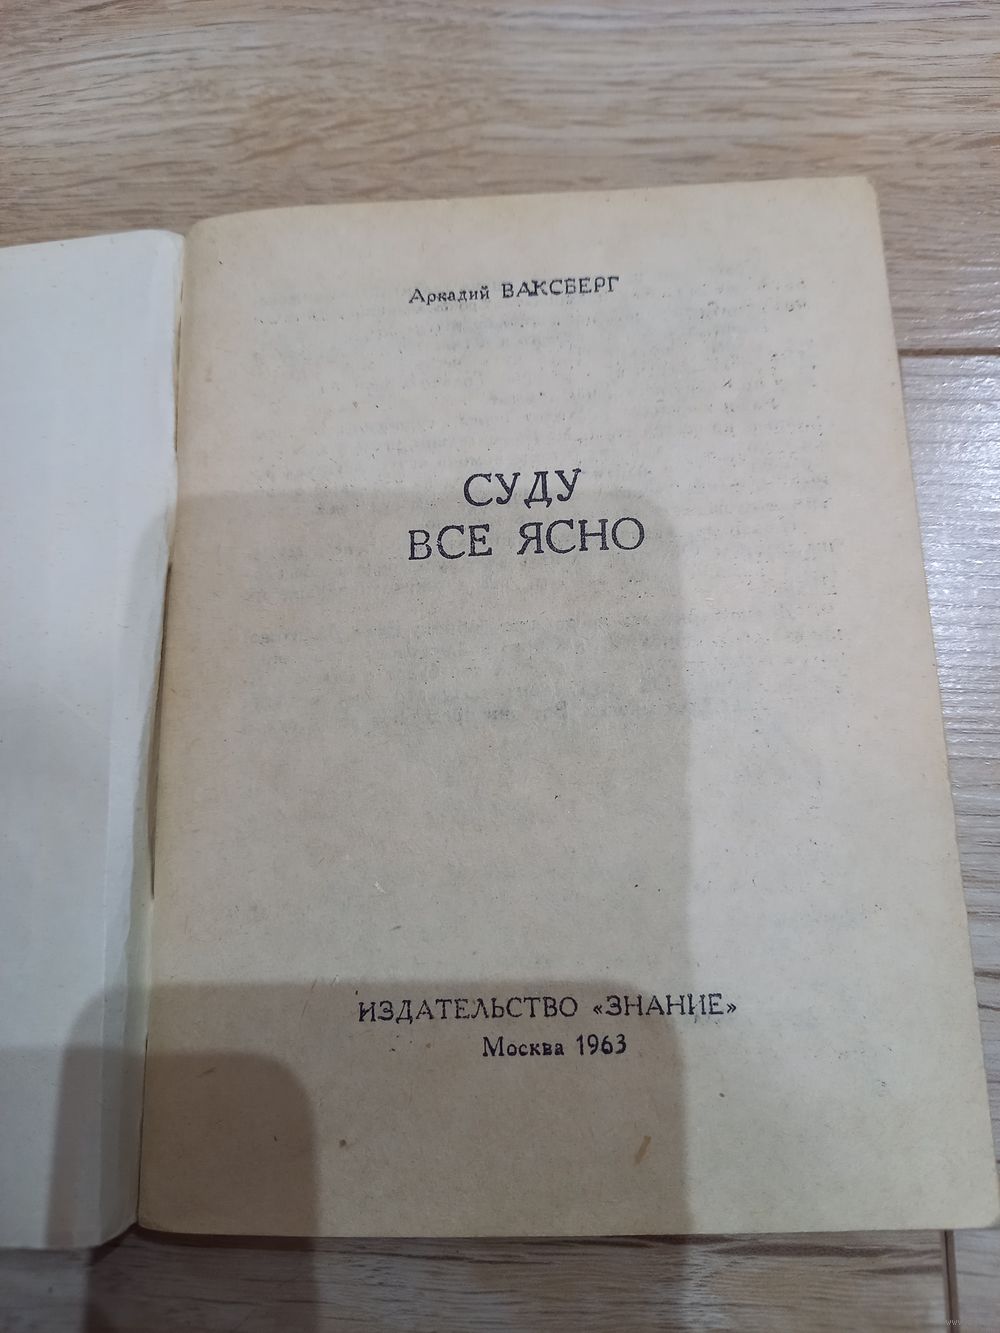 Аркадий ВАКСБЕРГ
СУДУ
ВСЕ ЯСНО
ИЗДАТЕЛЬСТВО «ЗНАНИЕ»
Москва 1963